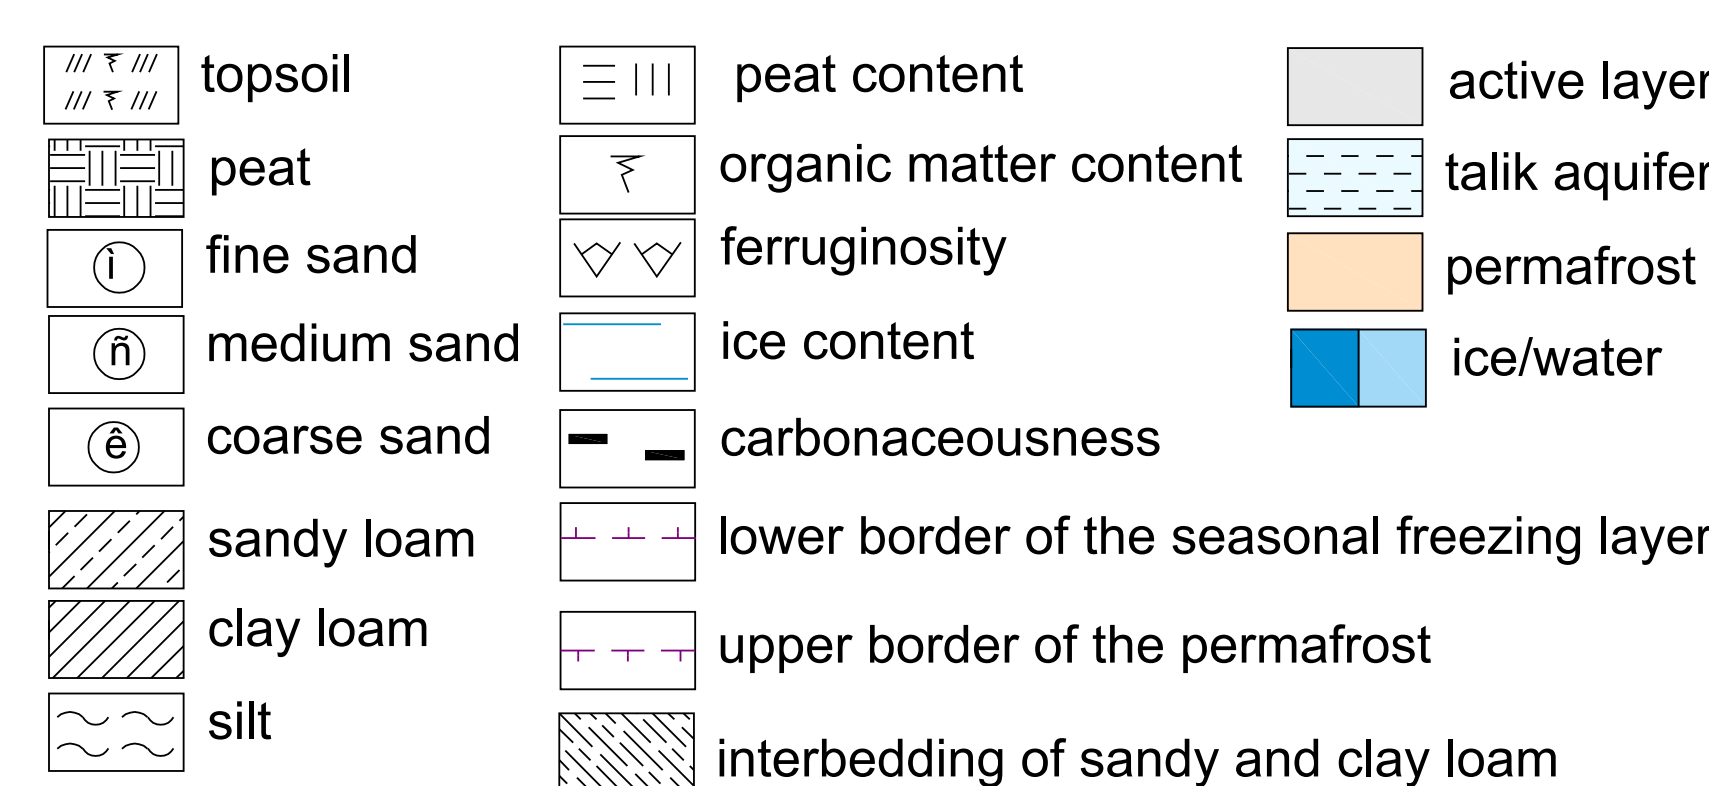 topsoil
peat
ì fine sand
ñ medium sand
ê coarse sand
sandy loam
clay loam
silt
peat content
organic matter content
ferruginosity
ice content
carbonaceousness
lower border of the seasonal freezing layer
upper border of the permafrost
interbedding of sandy and clay loam
active layer
talik aquifer
permafrost
ice/water